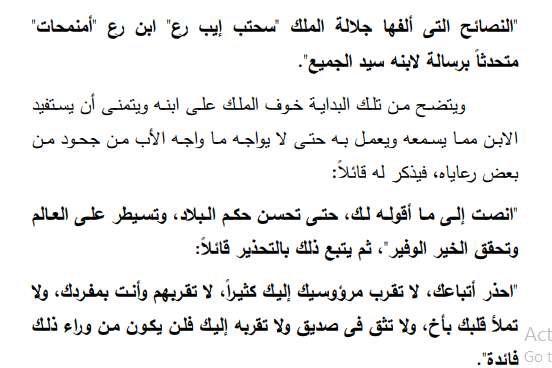 "النصائح التى ألفها جلالة الملك "سحتب إيب رع" ابن رع "أمنمحات"
متحدثاً برسالة لابنه سيد الجميع".
ويتضح من تلك البداية خوف الملك على ابنه ويتمنى أن يستفيد
الابن مما يسمعه ويعمل به حتى لا يواجه ما واجه الأب من جحود من
بعض رعاياه، فيذكر له قائلاً:
"انصت إلى ما أقوله لك، حتى تحسن حكم البلاد، وتسيطر على العالم
وتحقق الخير الوفير"، ثم يتبع ذلك بالتحذير قائلاً:
"احذر أتباعك، لا تقرب مرؤوسيك إليك كثيراً، لا تقربهم وأنت بمفردك، ولا
تملأ قلبك بأخ، ولا تثق فى صديق ولا تقربه إليك فلن يكون من وراء ذلك
فائدة".
Act
Go t